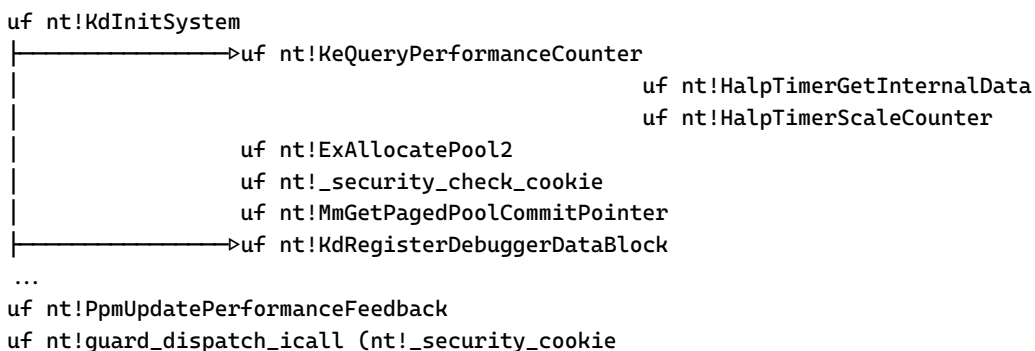 uf nt!KdInitSystem
├────────────────▷uf nt!KeQueryPerformanceCounter
│ uf nt!HalpTimerGetInternalData
│ uf nt!HalpTimerScaleCounter
│ uf nt!ExAllocatePool2
│ uf nt!_security_check_cookie
│ uf nt!MmGetPagedPoolCommitPointer
├────────────────▷uf nt!KdRegisterDebuggerDataBlock
...
uf nt!PpmUpdatePerformanceFeedback
uf nt!guard_dispatch_icall (nt!_security_cookie